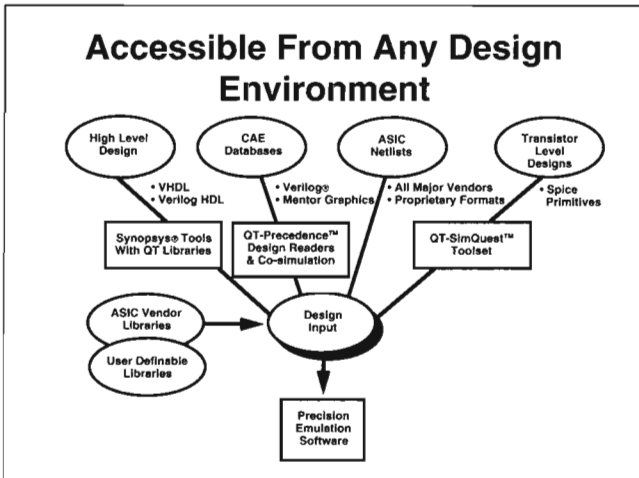 Accessible From Any Design
Environment
High Level
Design
CAE
Databases
ASIC
Netlists
Transistor
Level
Designs
• VHDL
• Verilog HDL
• Verilog®
• Mentor Graphics
• All Major Vendors
• Proprietary Formats
• Spice
Primitives
Synopsys® Tools
With QT Libraries
QT-Precedence™
Design Readers
& Co-simulation
QT-SimQuest™
Toolset
ASIC Vendor
Libraries
User Definable
Libraries
Design
Input
Precision
Emulation
Software